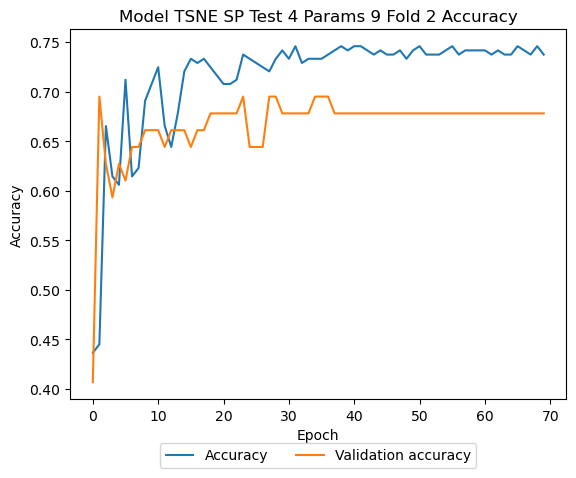 Model TSNE SP Test 4 Params 9 Fold 2 Accuracy
0.75
0.70
0.65
0.60
0.55
0.50
0.45
0.40
Accuracy
0 10 20 30 40 50 60 70
Epoch
Accuracy Validation accuracy